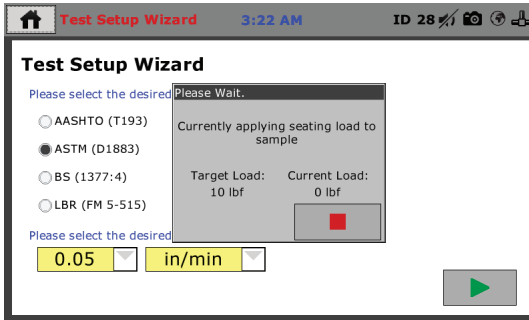 Test Setup Wizard 3:22 AM ID 28
Test Setup Wizard
Please select the desired
AASHTO (T193)
ASTM (D1883)
BS (1377:4)
LBR (FM 5-515)
Please Wait.
Currently applying seating load to
sample
Target Load: Current Load:
10 lbf 0 lbf
Please select the desired
0.05 in/min